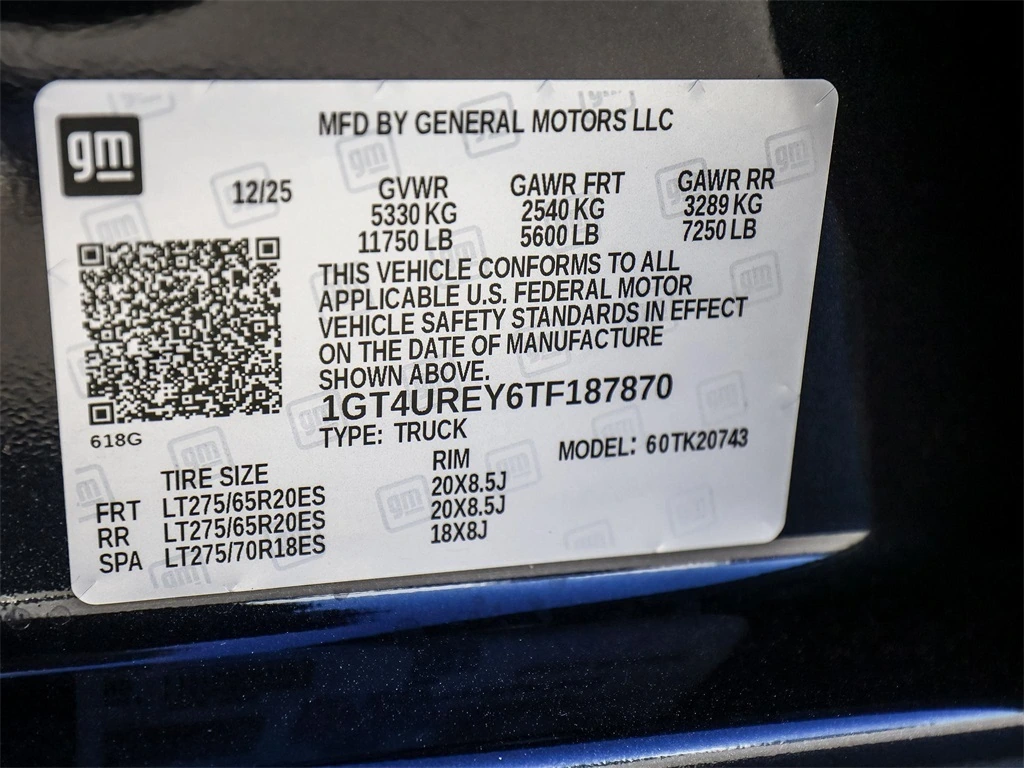 gm
MFD BY GENERAL MOTORS LLC
12/25
GVWR
5330 KG
11750 LB
GAWR FRT
2540 KG
5600 LB
GAWR RR
3289 KG
7250 LB
THIS VEHICLE CONFORMS TO ALL
APPLICABLE U.S. FEDERAL MOTOR
VEHICLE SAFETY STANDARDS IN EFFECT
ON THE DATE OF MANUFACTURE
SHOWN ABOVE.
1GT4UREY6TF187870
TYPE: TRUCK
MODEL: 60TK20743
618G
TIRE SIZE RIM
FRT LT275/65R20ES 20X8.5J
RR LT275/65R20ES 20X8.5J
SPA LT275/70R18ES 18X8J